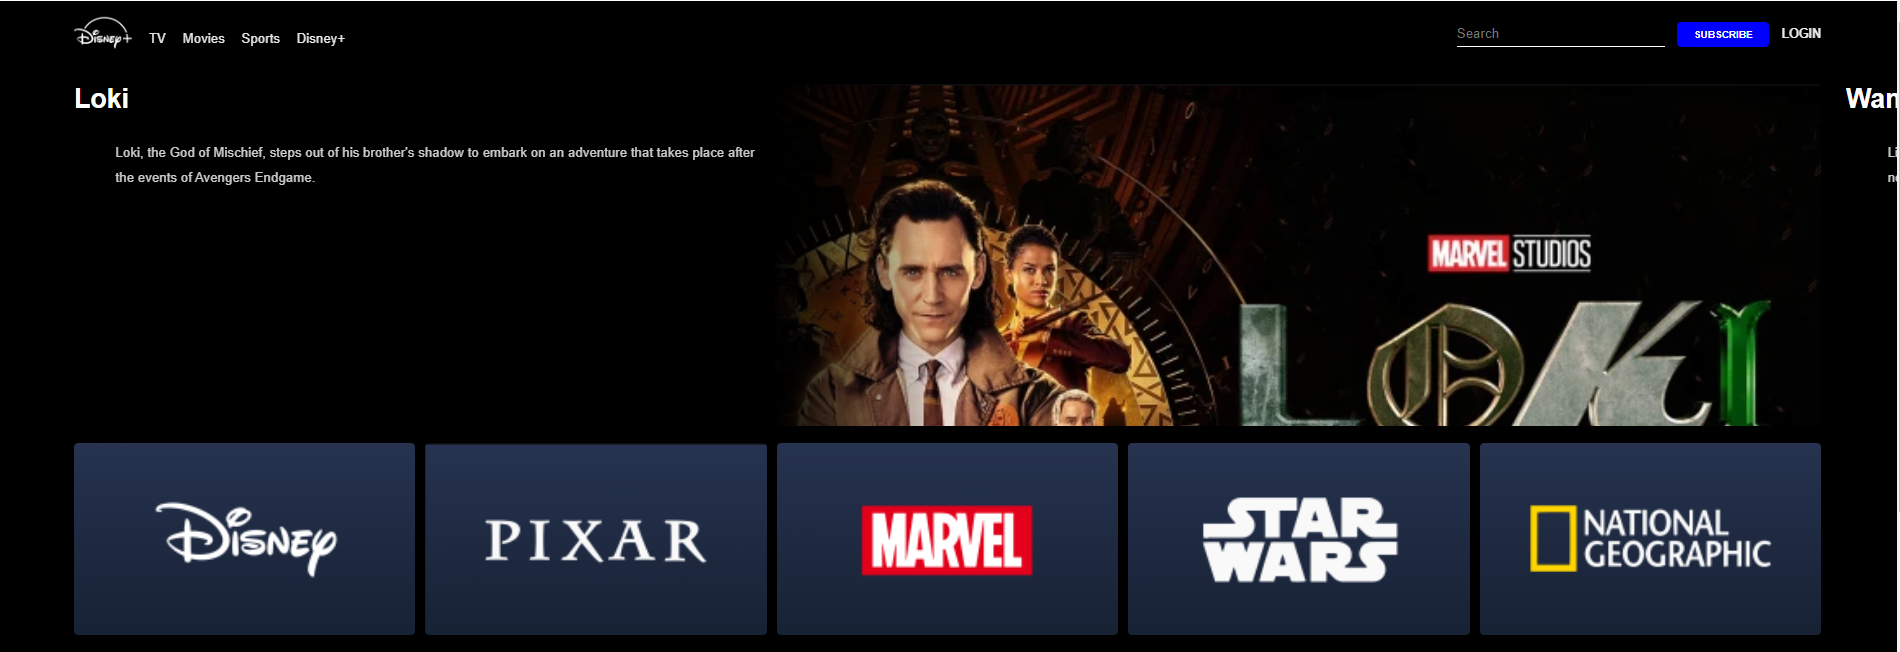 Disney+
TV Movies Sports Disney+
Search
SUBSCRIBE
LOGIN
Loki
Loki, the God of Mischief, steps out of his brother's shadow to embark on an adventure that takes place after
the events of Avengers Endgame.
MARVEL STUDIOS
LOKI
Wan
Li
ne
Disney
PIXAR
MARVEL
STAR
WARS
NATIONAL
GEOGRAPHIC